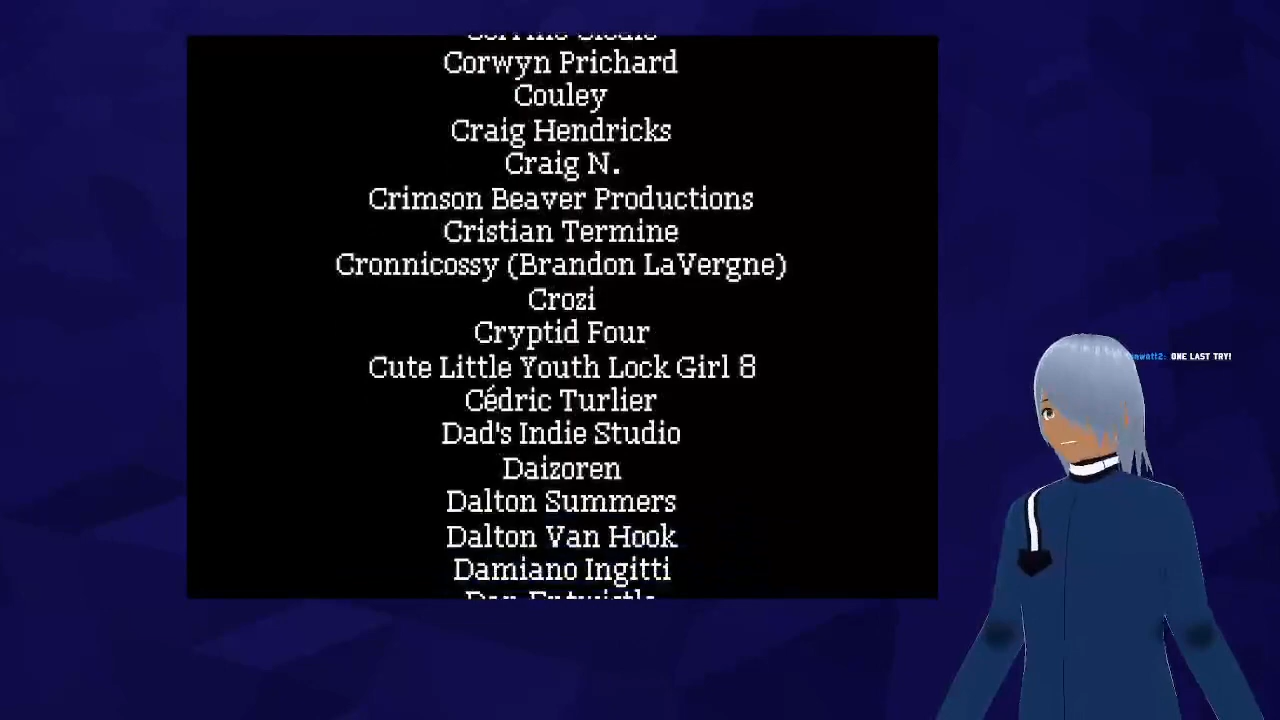 Corwyn Prichard
Couley
Craig Hendricks
Craig N.
Crimson Beaver Productions
Cristian Termine
Cronnicossy (Brandon LaVergne)
Crozi
Cryptid Four
Cute Little Youth Lock Girl 8
Cédric Turlier
Dad's Indie Studio
Daizoren
Dalton Summers
Dalton Van Hook
Damiano Ingitti
ONE LAST TRY!